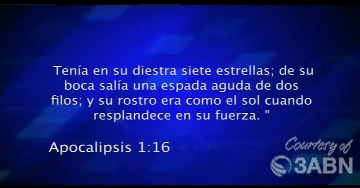 Tenía en su diestra siete estrellas; de su
boca salía una espada aguda de dos
filos; y su rostro era como el sol cuando
resplandece en su fuerza. "
Apocalipsis 1:16
Courtesy of
3ABN